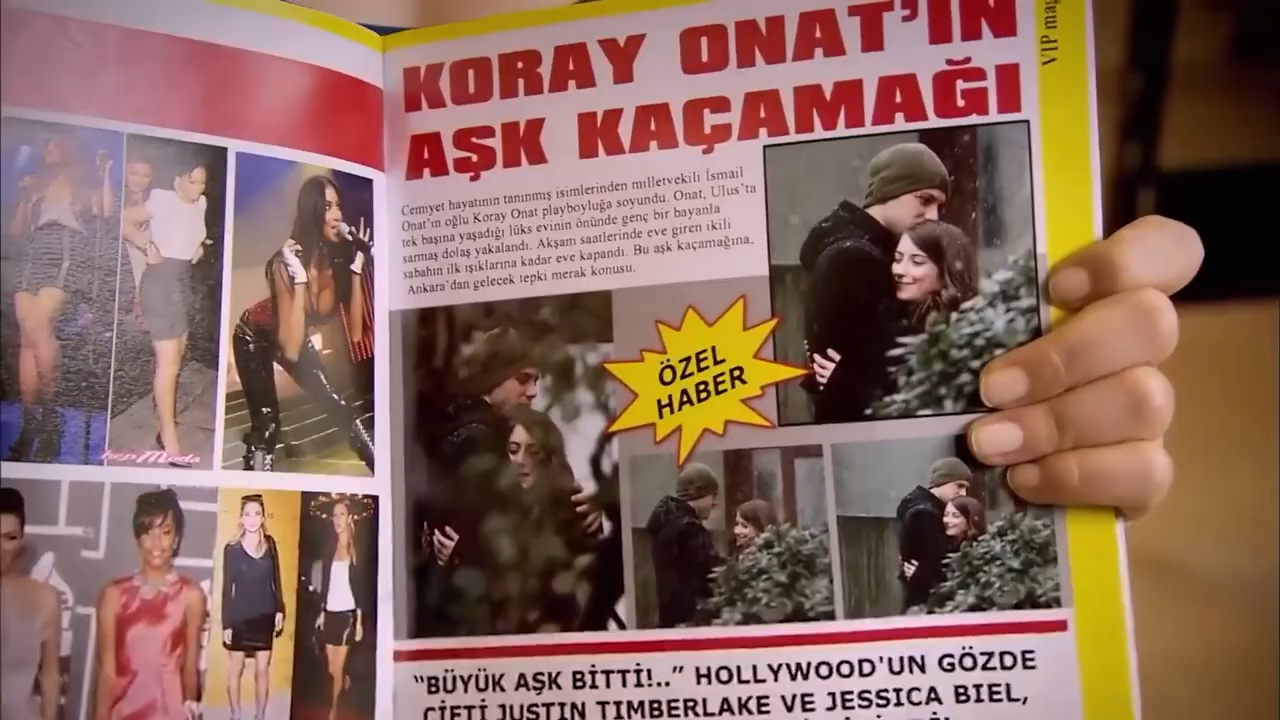 VIP mag
KORAY ONAT'IN
AŞK KAÇAMAĞI
Cemiyet hayatının tanınmış isimlerinden milletvekili İsmail
Onat'ın oğlu Koray Onat playboyluğa soyundu. Onat, Ulus'ta
tek başına yaşadığı lüks evinin önünde genç bir bayanla
sarmaş dolaş yakalandı. Akşam saatlerinde eve giren ikili
sabahın ilk ışıklarına kadar eve kapandı. Bu aşk kaçamağına,
Ankara'dan gelecek tepki merak konusu.
ÖZEL
HABER
hep Moda
"BÜYÜK AŞK BİTTİ!.." HOLLYWOOD'UN GÖZDE
ÇİFTİ JUSTIN TIMBERLAKE VE JESSICA BIEL,